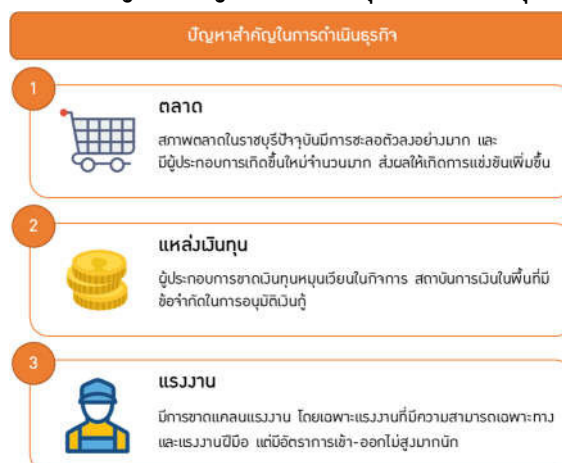 ปัญหาสำคัญในการดำเนินธุรกิจ
1
ตลาด
สภาพตลาดในราชบุรีปัจจุบันมีการชะลอตัวลงอย่างมาก และ
มีผู้ประกอบการเกิดขึ้นใหม่จำนวนมาก ส่งผลให้เกิดการแข่งขันเพิ่มขึ้น
2
แหล่งเงินทุน
ผู้ประกอบการขาดเงินทุนหมุนเวียนในกิจการ สถาบันการเงินในพื้นที่มี
ข้อจำกัดในการอนุมัติเงินกู้
3
แรงงาน
มีการขาดแคลนแรงงาน โดยเฉพาะแรงงานที่มีความสามารถเฉพาะทาง
และแรงงานฝีมือ แต่มีอัตราการเข้า-ออกไม่สูงมากนัก